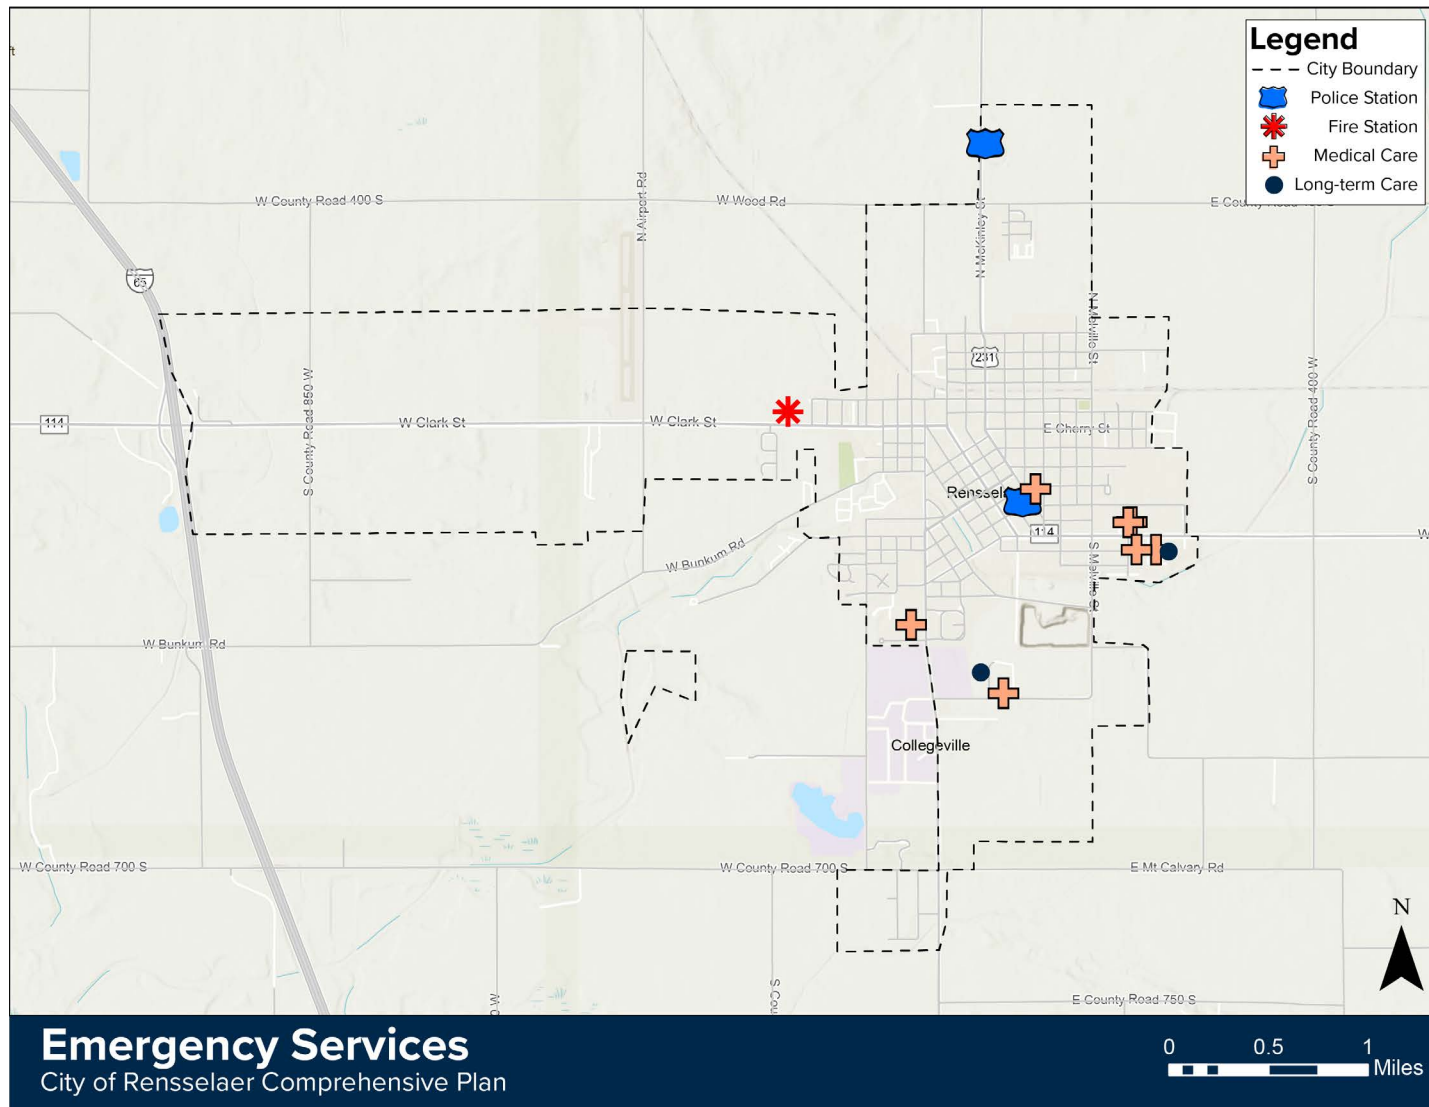 Legend
City Boundary
Police Station
Fire Station
Medical Care
Long-term Care
W County Road 400 S
N Airport Rd
W Wood Rd
N McKinley St
65
N Melville St
231
S County Road 850 W
S County Road 400 W
114
W Clark St
W Clark St
E Cherry St
114
W Bunkum Rd
S Melville St
W Bunkum Rd
Collegeville
W County Road 700 S
W County Road 700 S
E Mt Calvary Rd
N
E County Road 750 S
Emergency Services
City of Rensselaer Comprehensive Plan
0 0.5 1
Miles